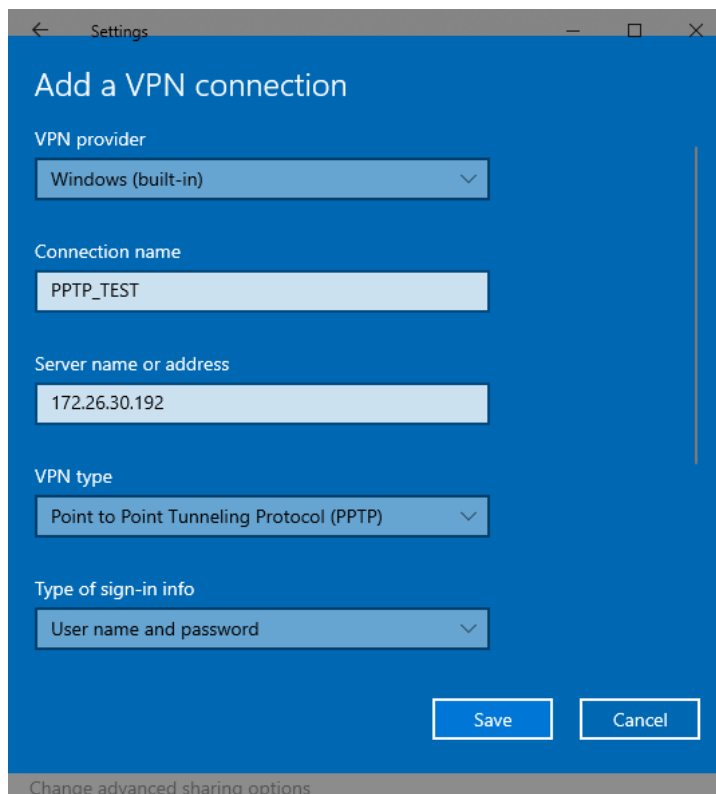 Settings
Add a VPN connection
VPN provider
Windows (built-in)
Connection name
PPTP_TEST
Server name or address
172.26.30.192
VPN type
Point to Point Tunneling Protocol (PPTP)
Type of sign-in info
User name and password
Save Cancel
Change advanced sharing options